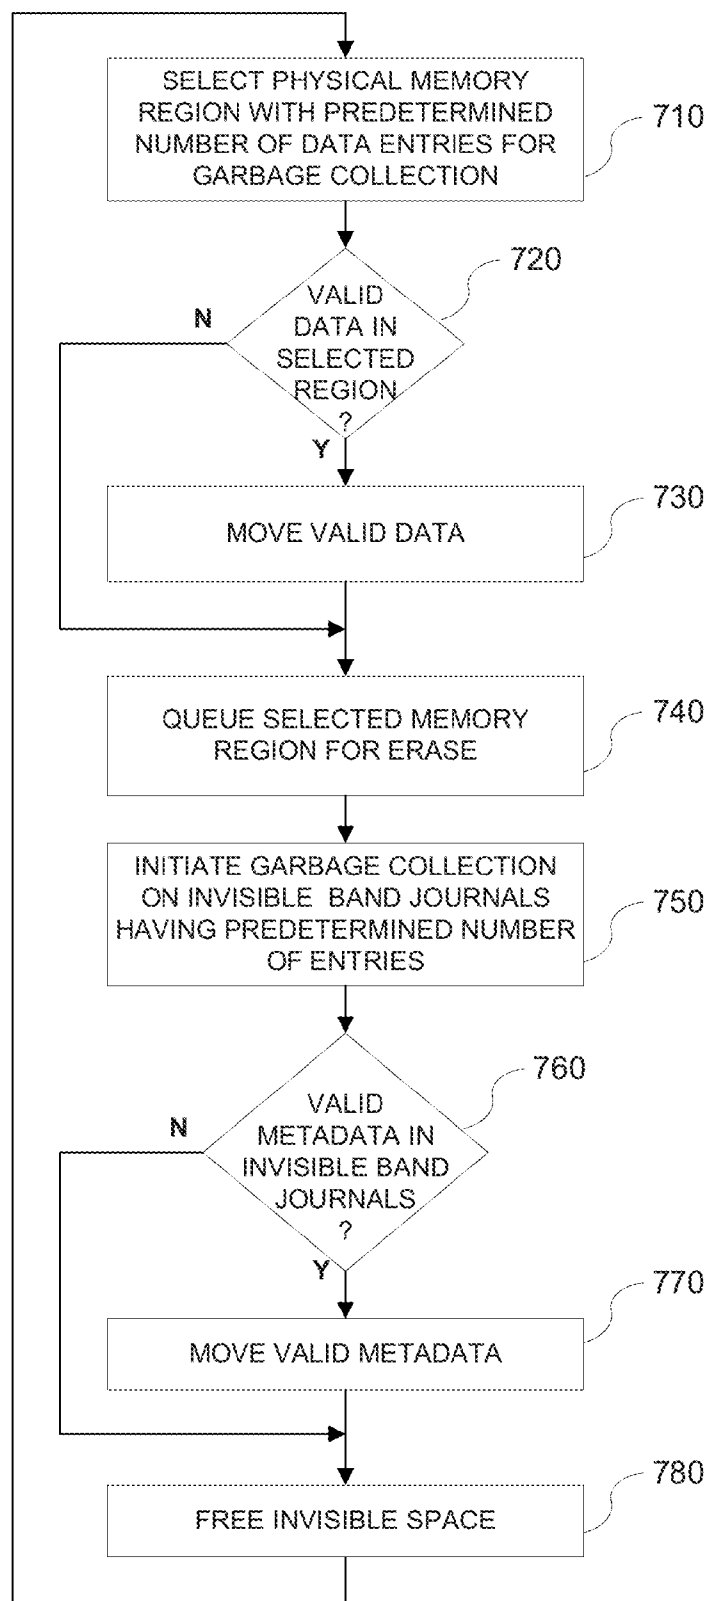 SELECT PHYSICAL MEMORY
REGION WITH PREDETERMINED
NUMBER OF DATA ENTRIES FOR
GARBAGE COLLECTION
710
720
VALID
DATA IN
SELECTED
REGION
?
N
Y
730
MOVE VALID DATA
740
QUEUE SELECTED MEMORY
REGION FOR ERASE
INITIATE GARBAGE COLLECTION
ON INVISIBLE BAND JOURNALS
HAVING PREDETERMINED NUMBER
OF ENTRIES
750
760
VALID
METADATA IN
INVISIBLE BAND
JOURNALS
?
N
Y
770
MOVE VALID METADATA
780
FREE INVISIBLE SPACE